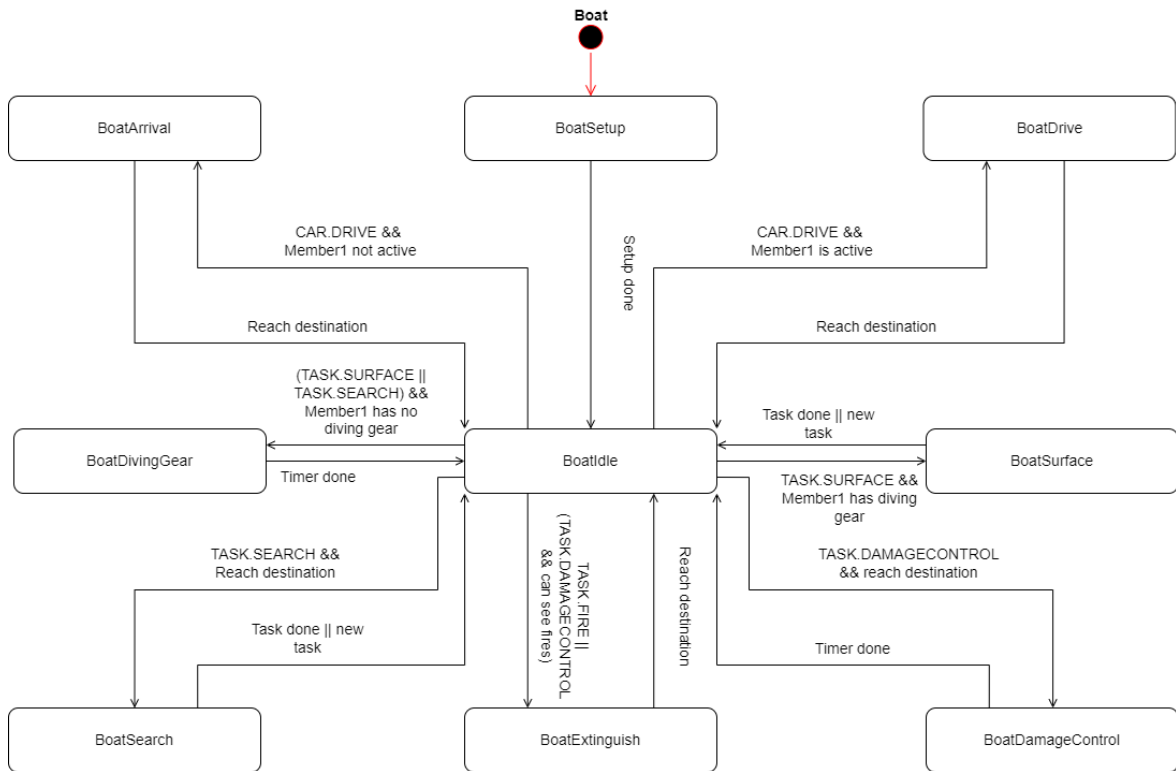 Boat
BoatArrival
BoatSetup
BoatDrive
CAR.DRIVE &&
Member1 not active
Setup done
CAR.DRIVE &&
Member1 is active
Reach destination
Reach destination
(TASK.SURFACE ||
TASK.SEARCH) &&
Member1 has no
diving gear
Task done || new
task
BoatDivingGear
BoatIdle
BoatSurface
Timer done
TASK.SURFACE &&
Member1 has diving
gear
TASK.SEARCH &&
Reach destination
TASK.FIRE ||
(TASK.DAMAGECONTROL
&& can see fires)
Reach destination
TASK.DAMAGECONTROL
&& reach destination
Task done || new
task
Timer done
BoatSearch
BoatExtinguish
BoatDamageControl